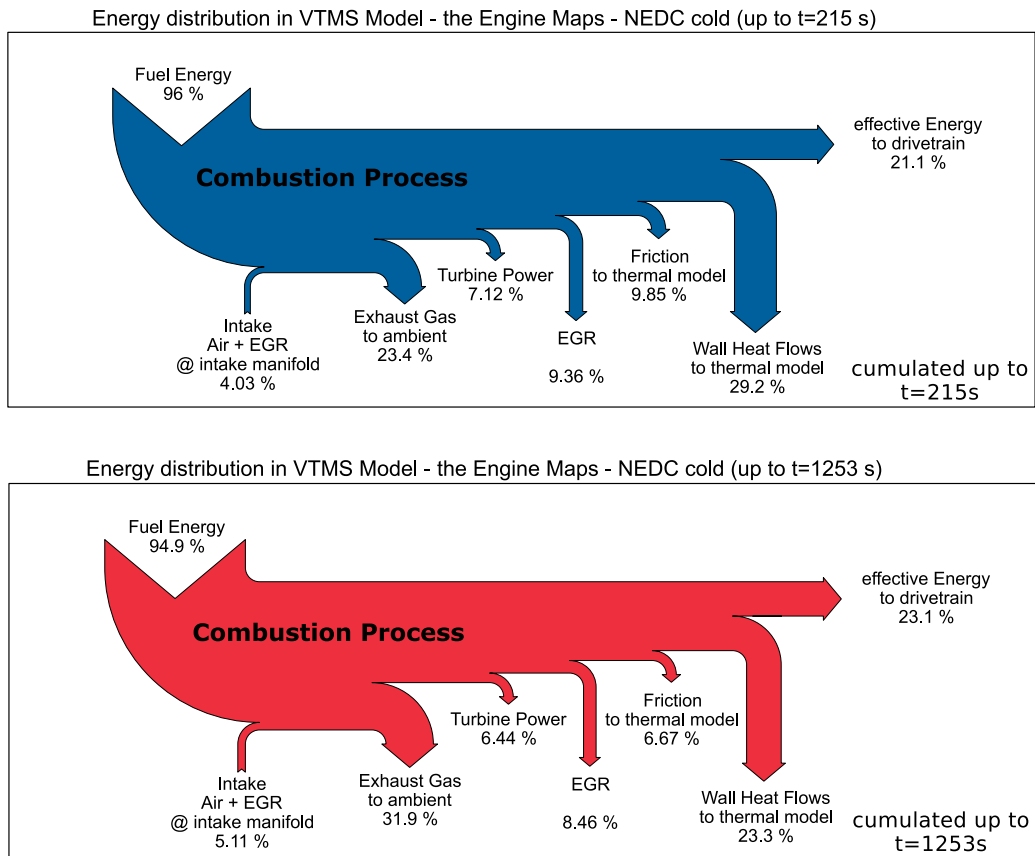 Energy distribution in VTMS Model - the Engine Maps - NEDC cold (up to t=215 s)
Fuel Energy
96 %
effective Energy
to drivetrain
21.1 %
Combustion Process
Friction
to thermal model
9.85 %
Turbine Power
7.12 %
Intake
Air + EGR
@ intake manifold
4.03 %
Exhaust Gas
to ambient
23.4 %
EGR
9.36 %
Wall Heat Flows
to thermal model
29.2 %
cumulated up to
t=215s
Energy distribution in VTMS Model - the Engine Maps - NEDC cold (up to t=1253 s)
Fuel Energy
94.9 %
effective Energy
to drivetrain
23.1 %
Combustion Process
Friction
to thermal model
6.67 %
Turbine Power
6.44 %
Intake
Air + EGR
@ intake manifold
5.11 %
Exhaust Gas
to ambient
31.9 %
EGR
8.46 %
Wall Heat Flows
to thermal model
23.3 %
cumulated up to
t=1253s